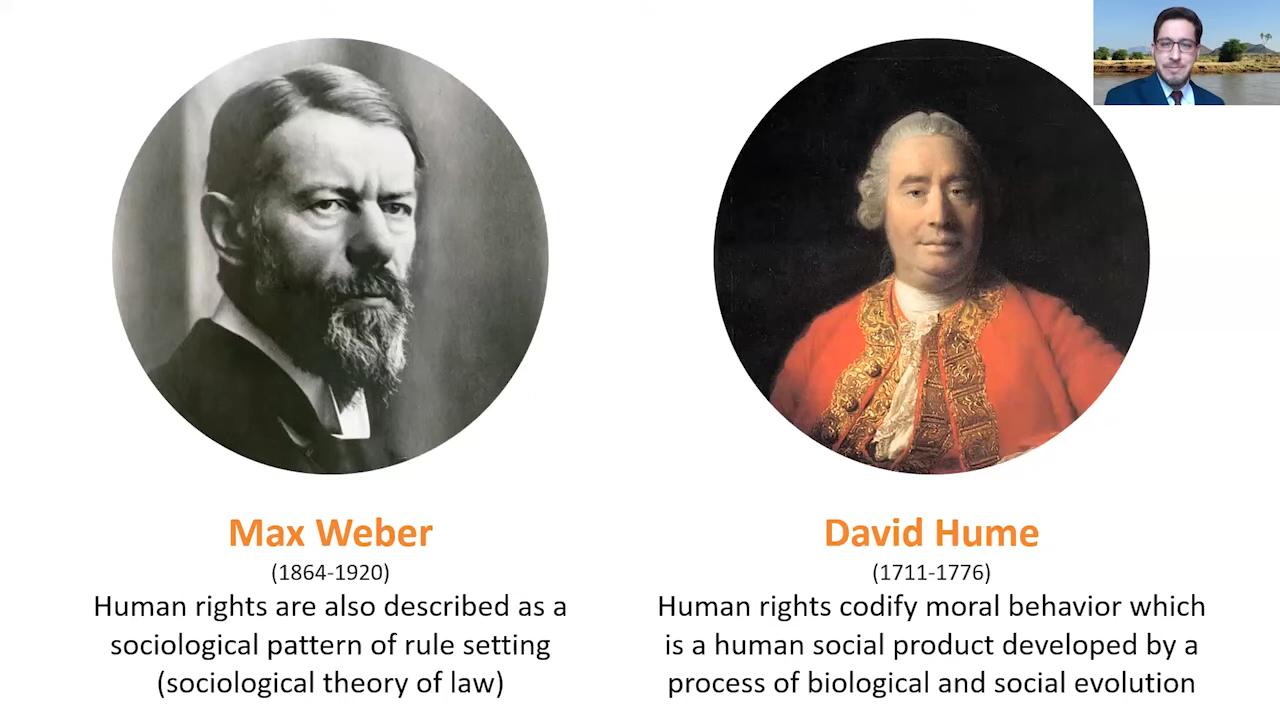 Max Weber
(1864-1920)
Human rights are also described as a
sociological pattern of rule setting
(sociological theory of law)
David Hume
(1711-1776)
Human rights codify moral behavior which
is a human social product developed by a
process of biological and social evolution